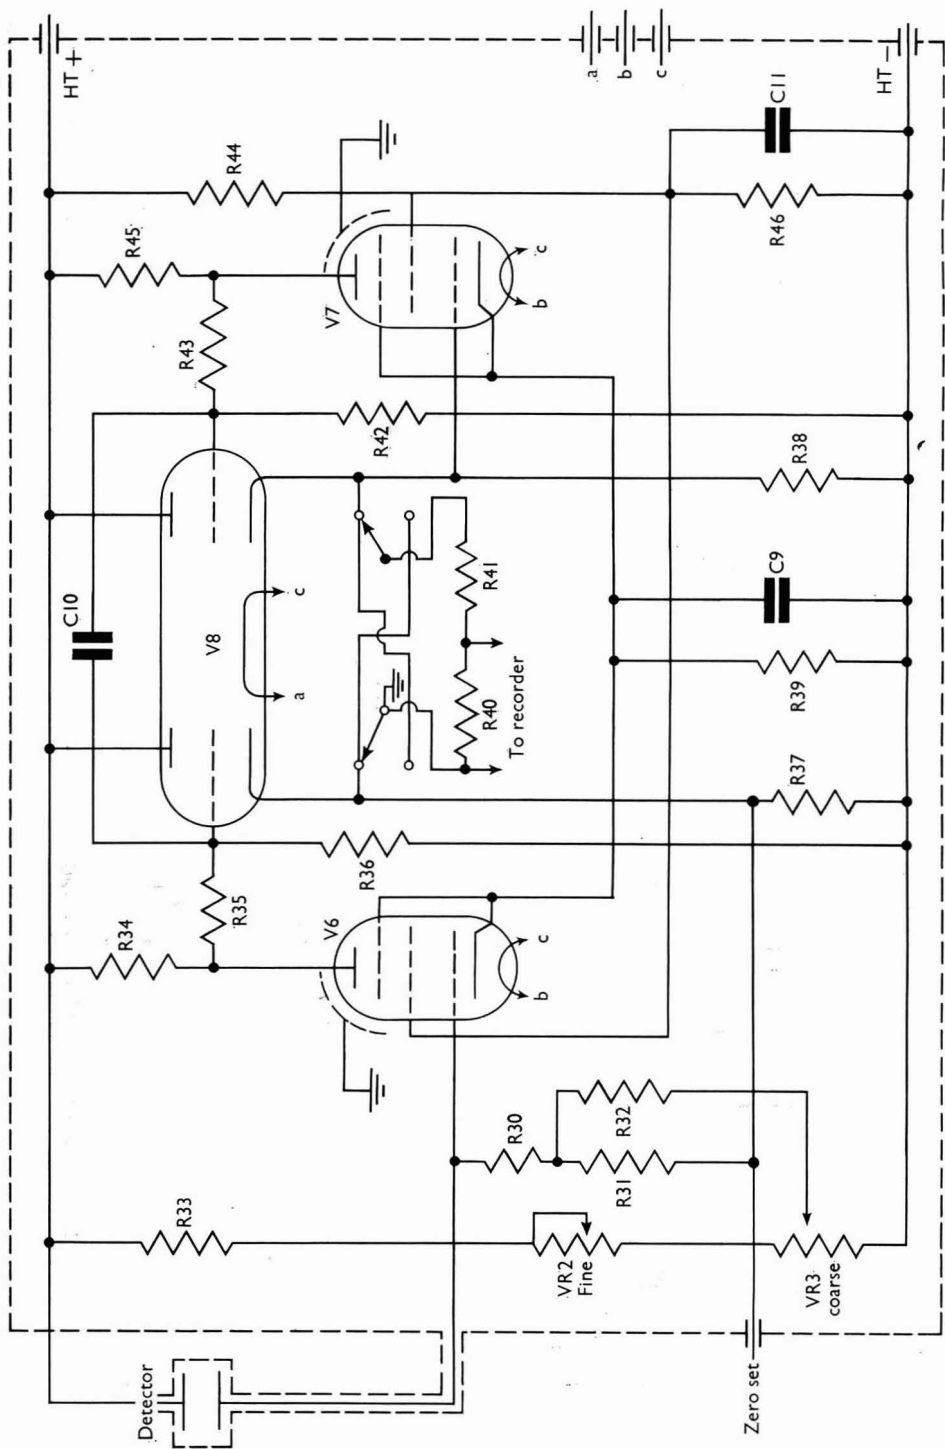 HT +
a
b
c
HT −
R45
R44
C11
R46
R43
V7
c
b
R42
R38
C10
V8
c
a
R41
R40
To recorder
C9
R39
R37
R34
R35
R36
V6
c
b
R33
R30
R32
R31
VR2
Fine
VR3
coarse
Detector
Zero set